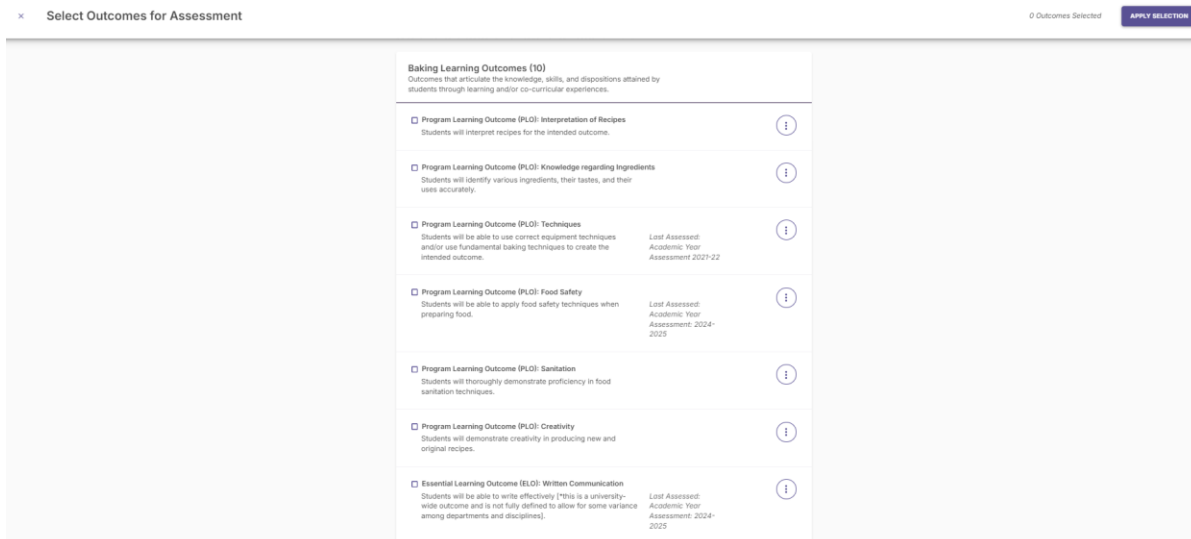 × Select Outcomes for Assessment 0 Outcomes Selected APPLY SELECTION
Baking Learning Outcomes (10)
Outcomes that articulate the knowledge, skills, and dispositions attained by
students through learning and/or co-curricular experiences.
Program Learning Outcome (PLO): Interpretation of Recipes
Students will interpret recipes for the intended outcome.
Program Learning Outcome (PLO): Knowledge regarding Ingredients
Students will identify various ingredients, their tastes, and their
uses accurately.
Program Learning Outcome (PLO): Techniques
Students will be able to use correct equipment techniques
and/or use fundamental baking techniques to create the
intended outcome.
Last Assessed:
Academic Year
Assessment 2021-22
Program Learning Outcome (PLO): Food Safety
Students will be able to apply food safety techniques when
preparing food.
Last Assessed:
Academic Year
Assessment: 2024-
2025
Program Learning Outcome (PLO): Sanitation
Students will thoroughly demonstrate proficiency in food
sanitation techniques.
Program Learning Outcome (PLO): Creativity
Students will demonstrate creativity in producing new and
original recipes.
Essential Learning Outcome (ELO): Written Communication
Students will be able to write effectively [*this is a university-
wide outcome and is not fully defined to allow for some variance
among departments and disciplines].
Last Assessed:
Academic Year
Assessment: 2024-
2025